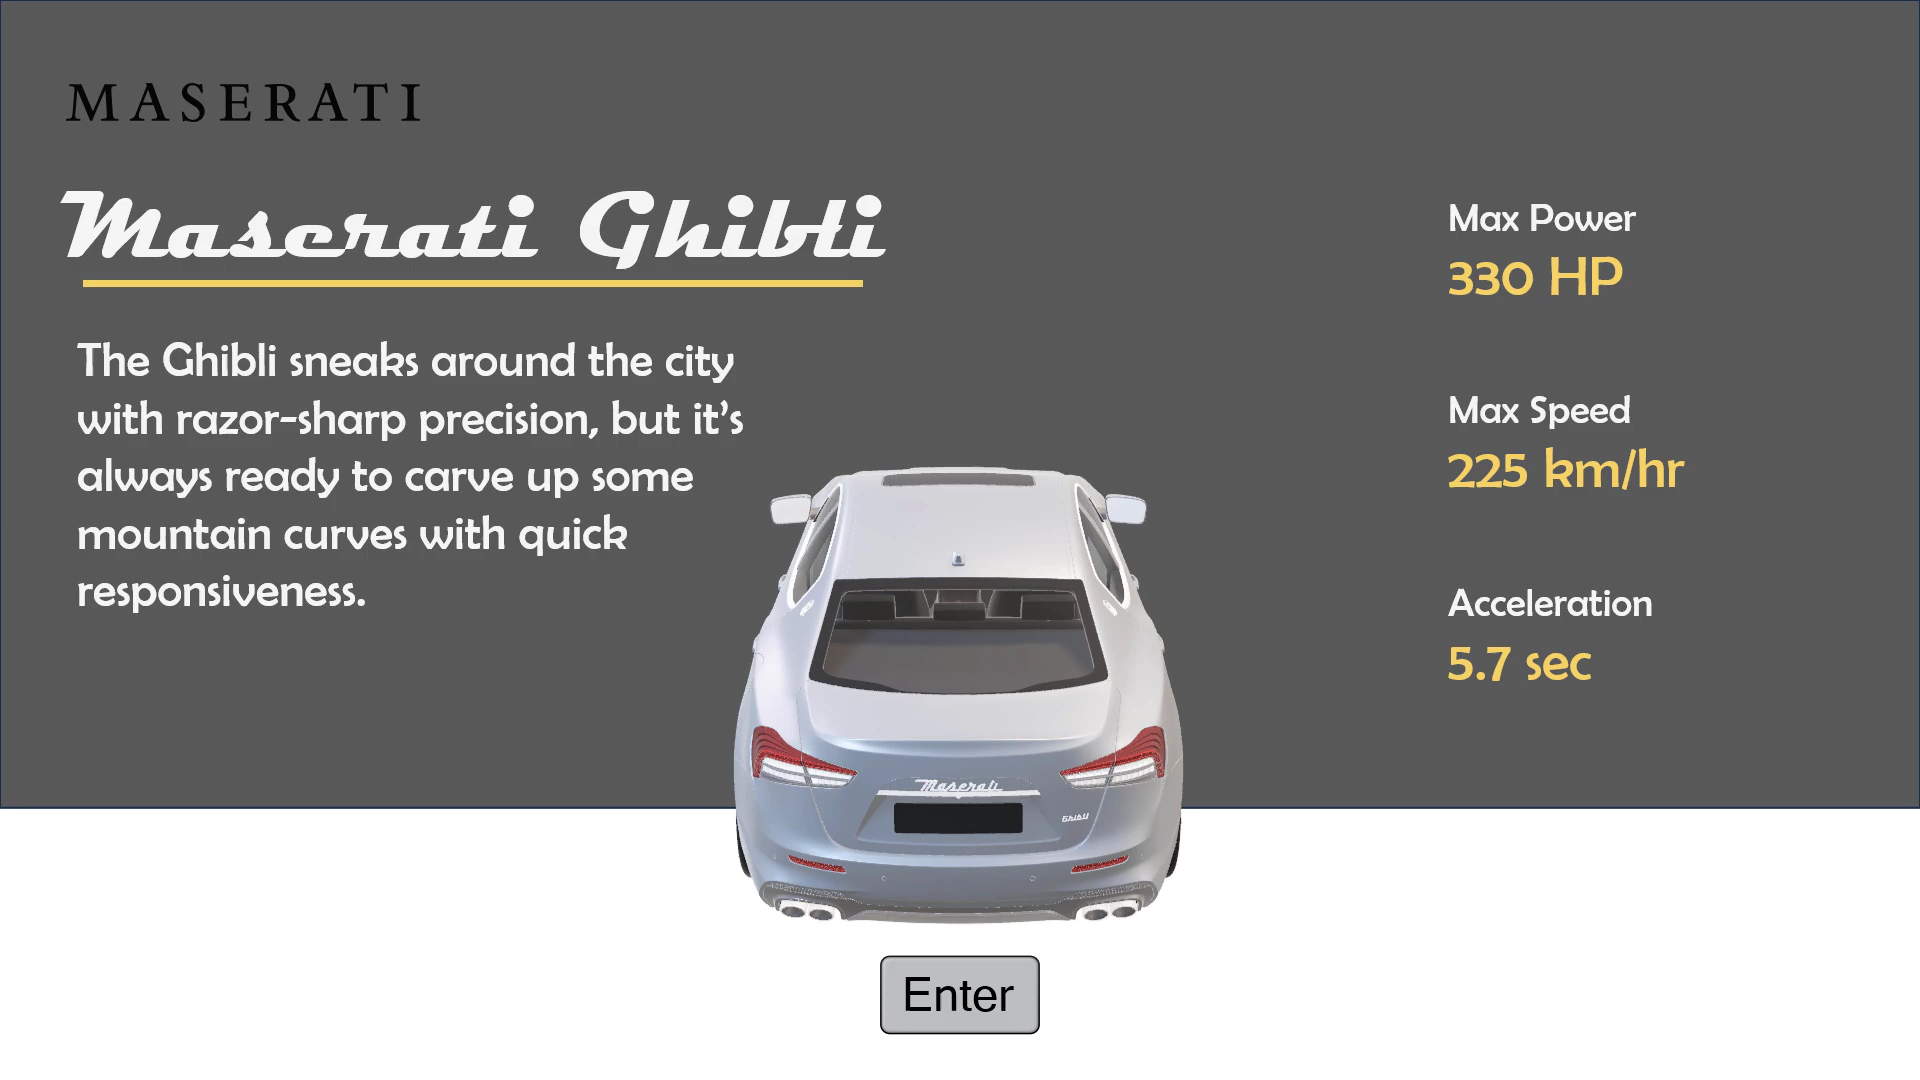 MASERATI
Maserati Ghibli
The Ghibli sneaks around the city
with razor-sharp precision, but it’s
always ready to carve up some
mountain curves with quick
responsiveness.
Max Power
330 HP
Max Speed
225 km/hr
Acceleration
5.7 sec
Maserati
Ghibli
Enter